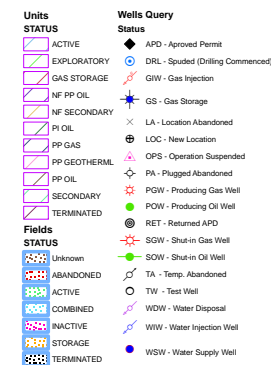 Units
STATUS
ACTIVE
EXPLORATORY
GAS STORAGE
NF PP OIL
NF SECONDARY
PI OIL
PP GAS
PP GEOTHERML
PP OIL
SECONDARY
TERMINATED
Fields
STATUS
Unknown
ABANDONED
ACTIVE
COMBINED
INACTIVE
STORAGE
TERMINATED
Wells Query
Status
APD - Aproved Permit
DRL - Spuded (Drilling Commenced)
GIW - Gas Injection
GS - Gas Storage
LA - Location Abandoned
LOC - New Location
OPS - Operation Suspended
PA - Plugged Abandoned
PGW - Producing Gas Well
POW - Producing Oil Well
RET - Returned APD
SGW - Shut-in Gas Well
SOW - Shut-in Oil Well
TA - Temp. Abandoned
TW - Test Well
WDW - Water Disposal
WIW - Water Injection Well
WSW - Water Supply Well